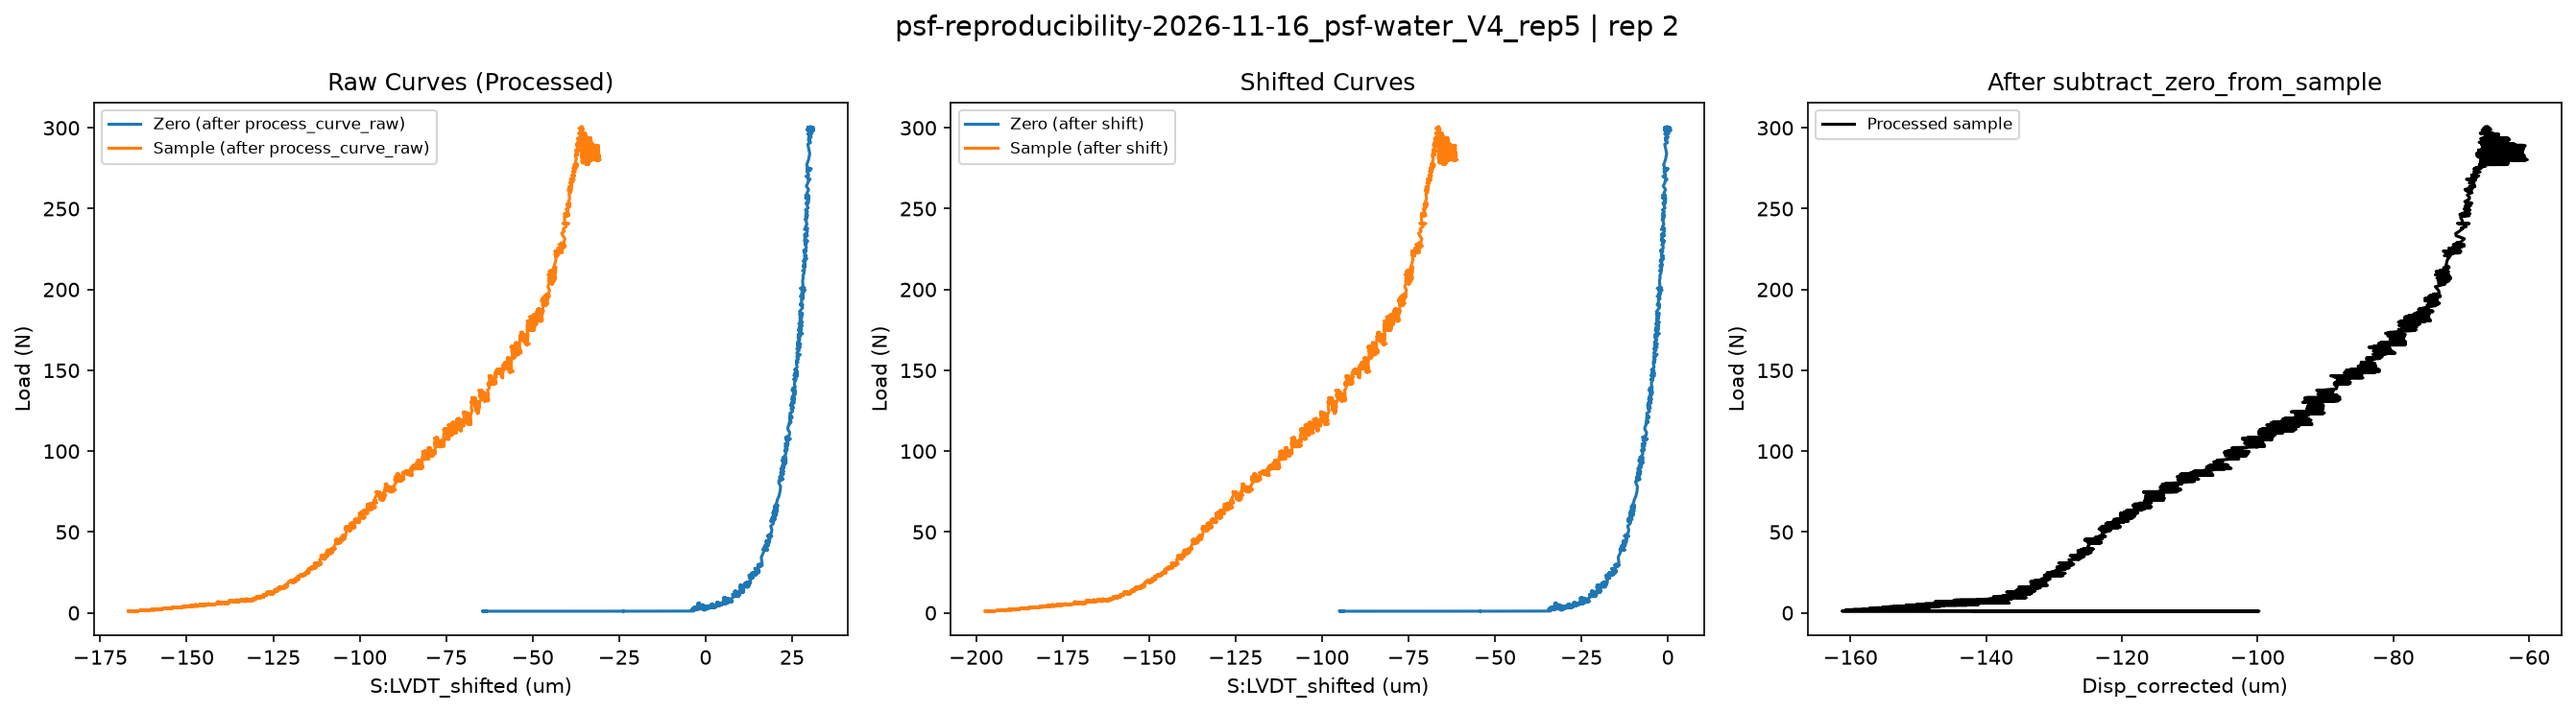 psf-reproducibility-2026-11-16_psf-water_V4_rep5 | rep 2
Raw Curves (Processed)
Zero (after process_curve_raw)
Sample (after process_curve_raw)
Load (N)
300
250
200
150
100
50
0
−175 −150 −125 −100 −75 −50 −25 0 25
S:LVDT_shifted (um)
Shifted Curves
Zero (after shift)
Sample (after shift)
Load (N)
300
250
200
150
100
50
0
−200 −175 −150 −125 −100 −75 −50 −25 0
S:LVDT_shifted (um)
After subtract_zero_from_sample
Processed sample
Load (N)
300
250
200
150
100
50
0
−160 −140 −120 −100 −80 −60
Disp_corrected (um)